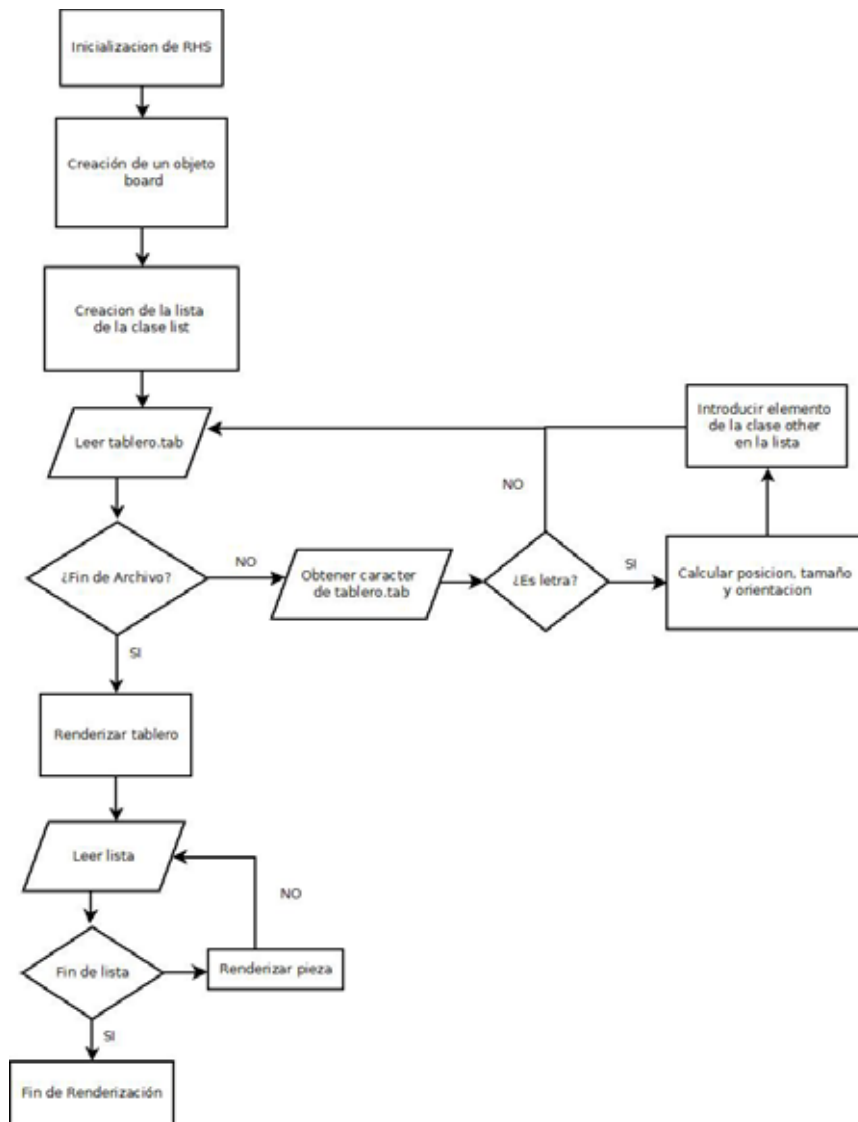 Inicializacion de RHS
Creación de un objeto
board
Creacion de la lista
de la clase list
Leer tablero.tab
Introducir elemento
de la clase other
en la lista
NO
¿Fin de Archivo?
NO
Obtener caracter
de tablero.tab
¿Es letra?
SI
Calcular posicion, tamaño
y orientacion
SI
Renderizar tablero
Leer lista
NO
Fin de lista
Renderizar pieza
SI
Fin de Renderización